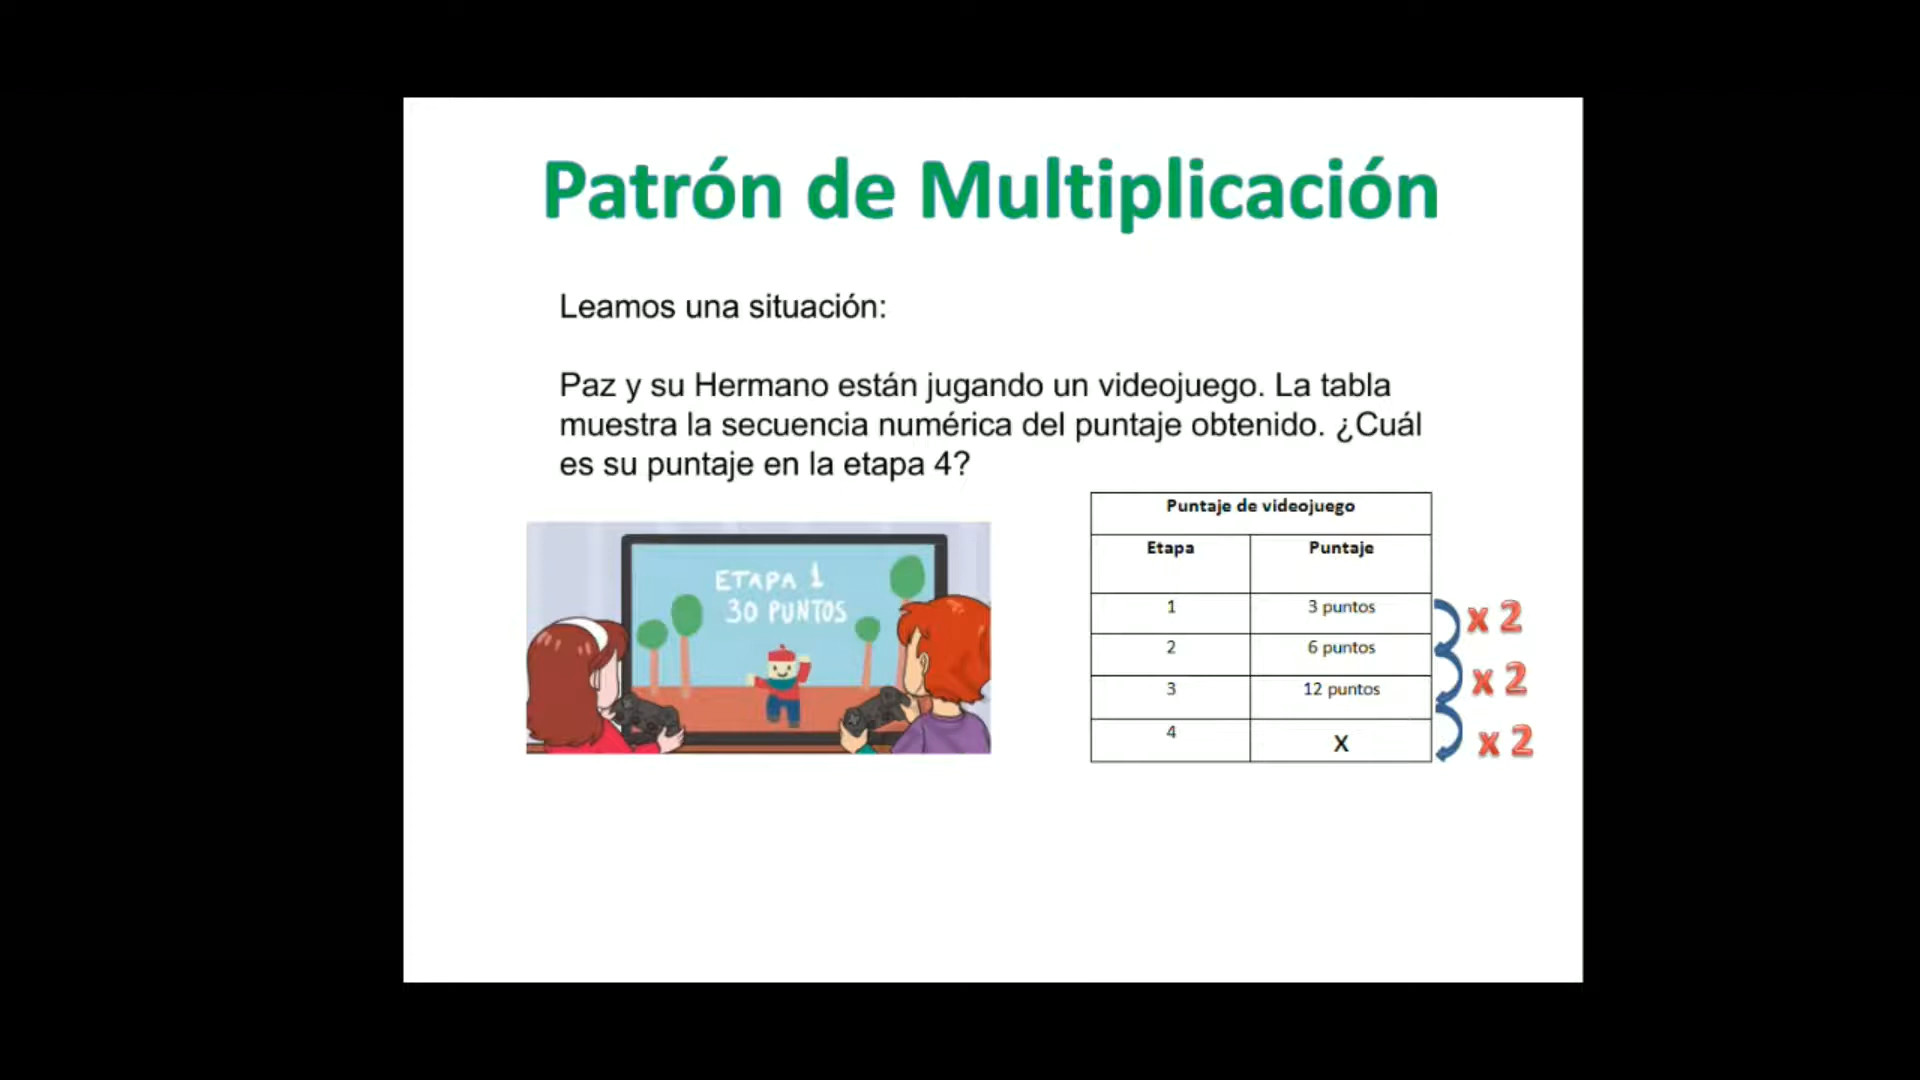 Patrón de Multiplicación
Leamos una situación:
Paz y su Hermano están jugando un videojuego. La tabla
muestra la secuencia numérica del puntaje obtenido. ¿Cuál
es su puntaje en la etapa 4?
ETAPA 1
30 PUNTOS
Puntaje de videojuego
Etapa Puntaje
1 3 puntos
2 6 puntos
3 12 puntos
4 X
x 2
x 2
x 2